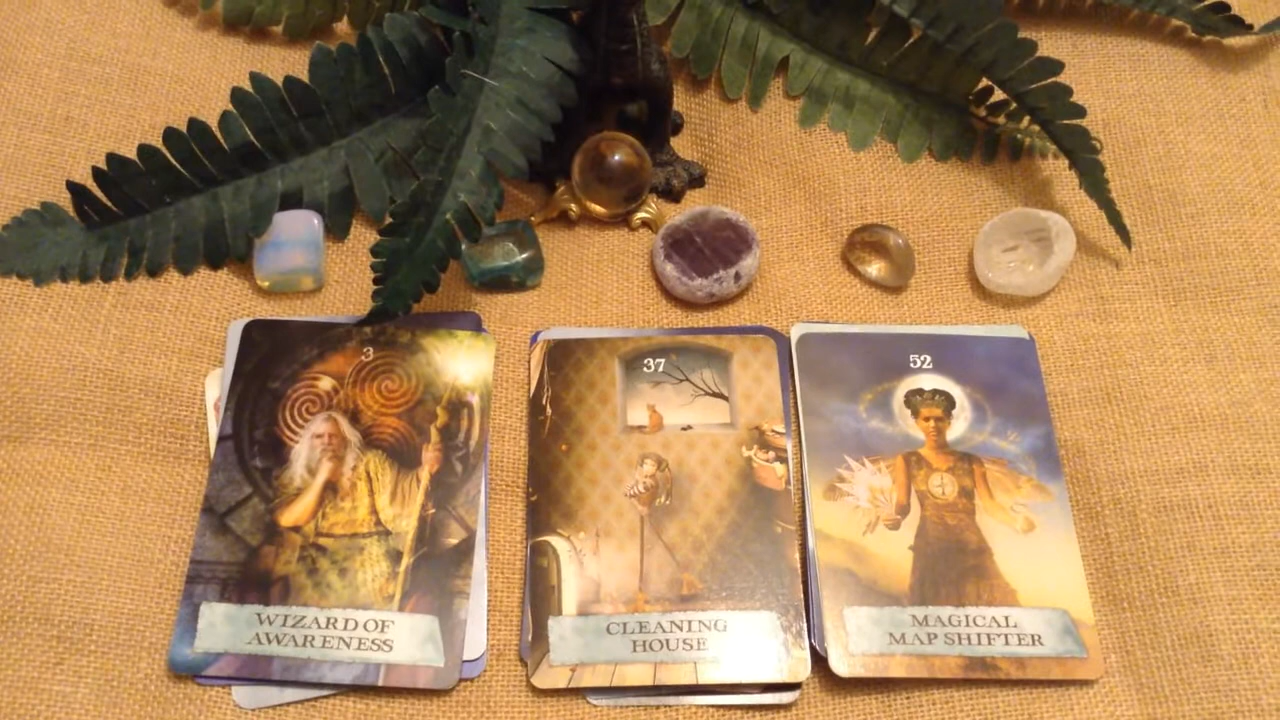 3
WIZARD OF
AWARENESS
37
CLEANING
HOUSE
52
MAGICAL
MAP SHIFTER